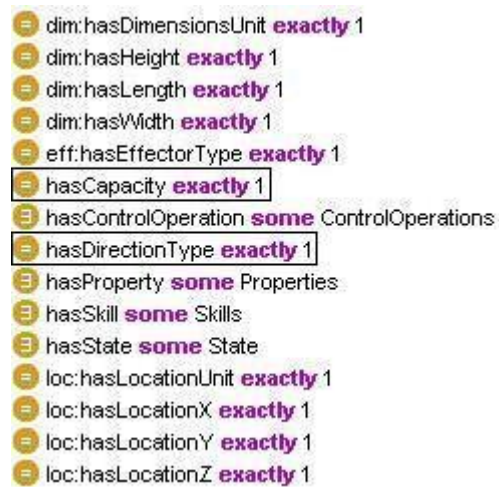 dim:hasDimensionsUnit exactly 1
dim:hasHeight exactly 1
dim:hasLength exactly 1
dim:hasWidth exactly 1
eff:hasEffectorType exactly 1
hasCapacity exactly 1
hasControlOperation some ControlOperations
hasDirectionType exactly 1
hasProperty some Properties
hasSkill some Skills
hasState some State
loc:hasLocationUnit exactly 1
loc:hasLocationX exactly 1
loc:hasLocationY exactly 1
loc:hasLocationZ exactly 1